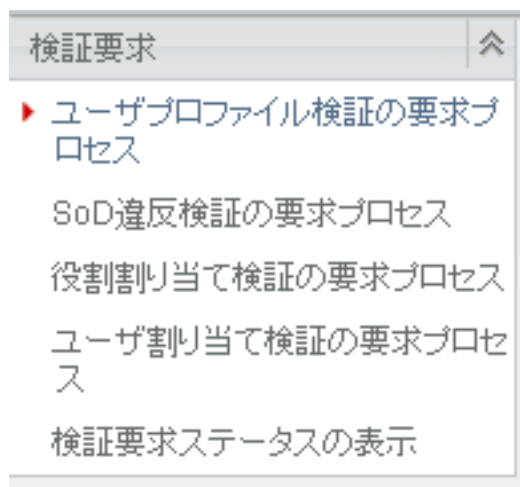 検証要求
ユーザプロファイル検証の要求プ
ロセス
SoD違反検証の要求プロセス
役割割り当て検証の要求プロセス
ユーザ割り当て検証の要求プロセ
ス
検証要求ステータスの表示